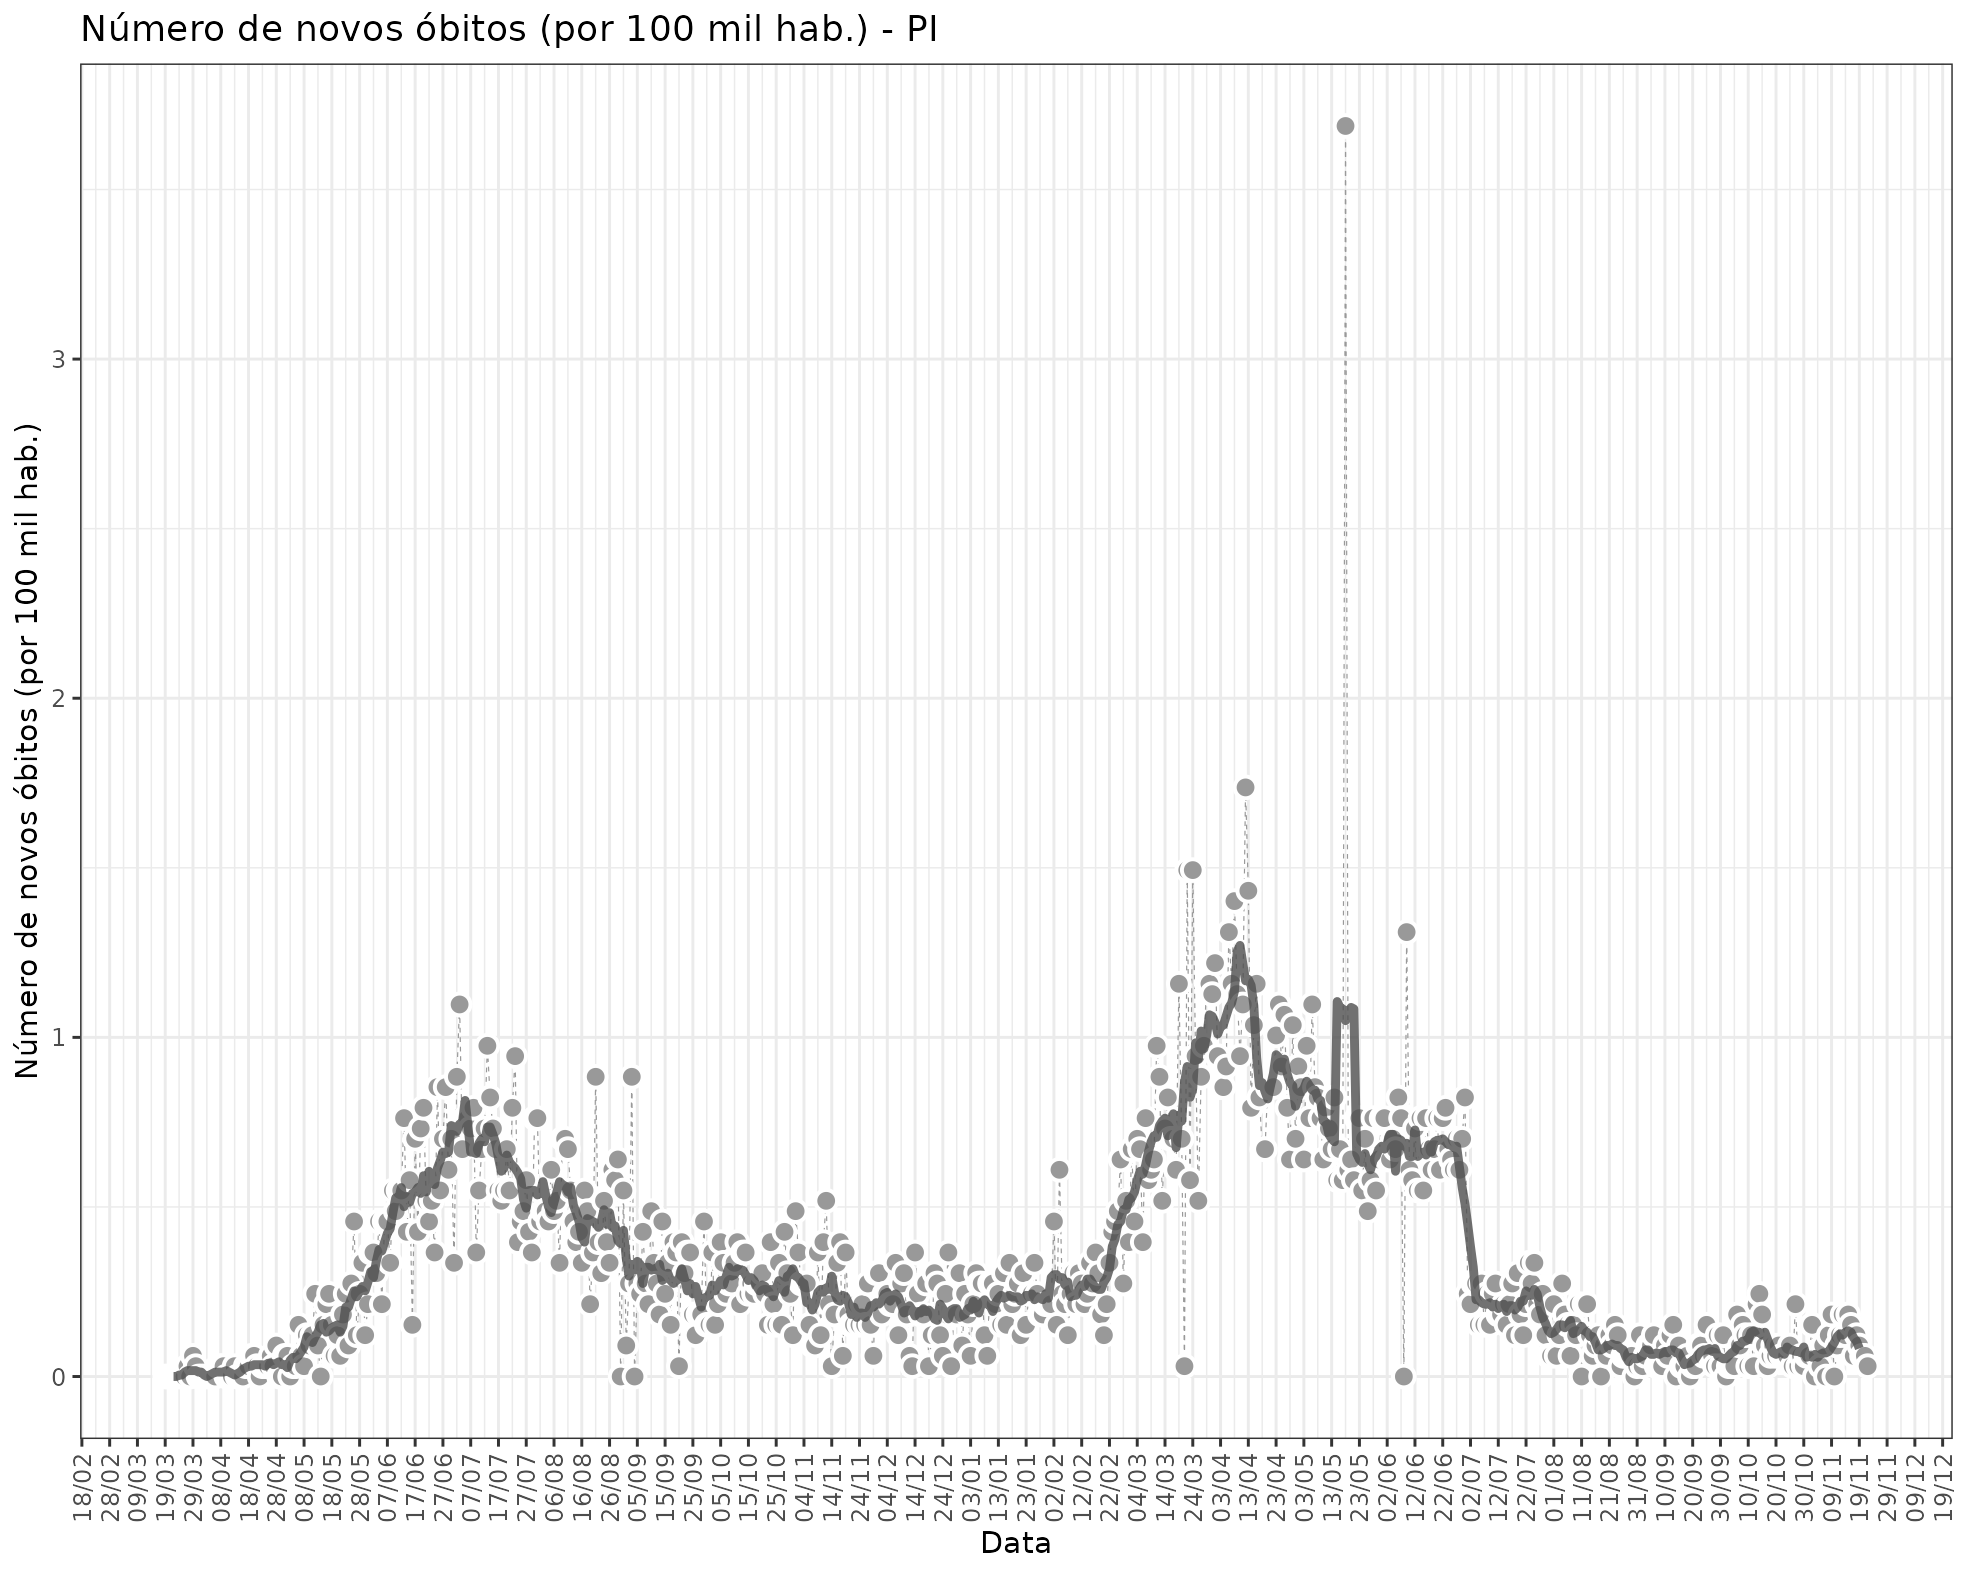 Número de novos óbitos (por 100 mil hab.) - PI
Número de novos óbitos (por 100 mil hab.)
3
2
1
0
18/02 28/02 09/03 19/03 29/03 08/04 18/04 28/04 08/05 18/05 28/05 07/06 17/06 27/06 07/07 17/07 27/07 06/08 16/08 26/08 05/09 15/09 25/09 05/10 15/10 25/10 04/11 14/11 24/11 04/12 14/12 24/12 03/01 13/01 23/01 02/02 12/02 22/02 04/03 14/03 24/03 03/04 13/04 23/04 03/05 13/05 23/05 02/06 12/06 22/06 02/07 12/07 22/07 01/08 11/08 21/08 31/08 10/09 20/09 30/09 10/10 20/10 30/10 09/11 19/11 29/11 09/12 19/12
Data